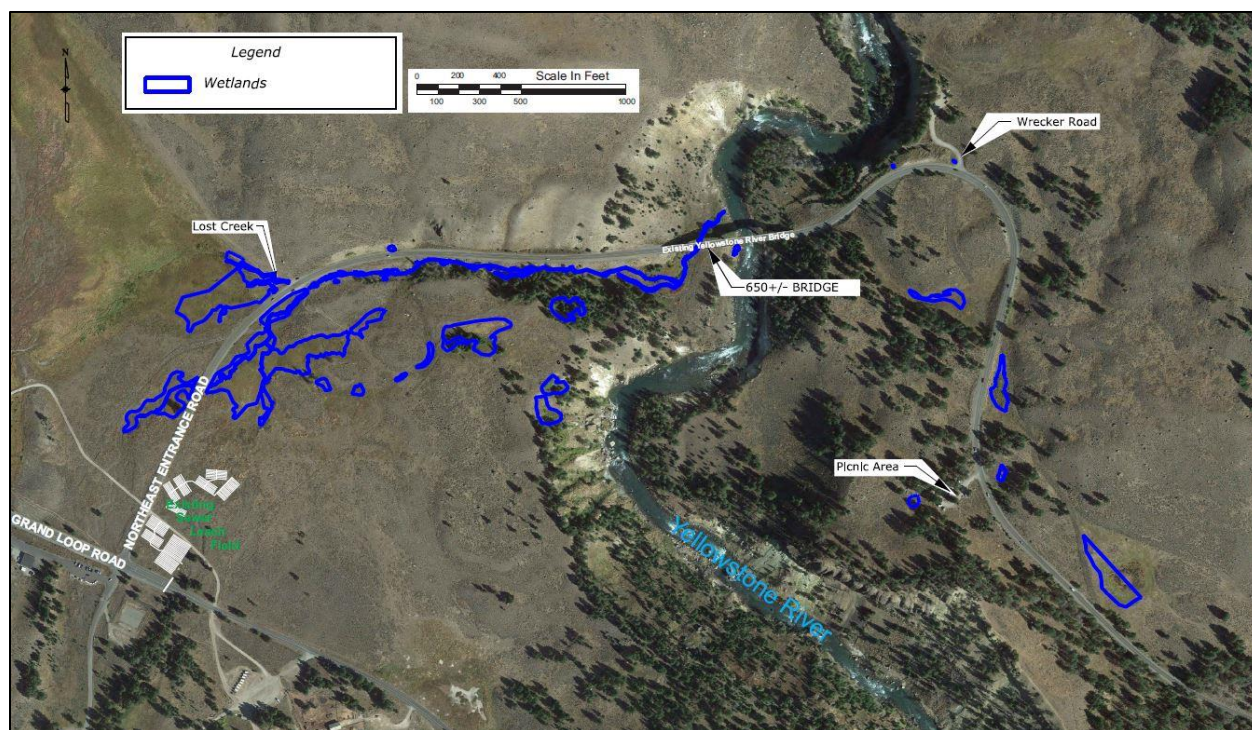 Legend
Wetlands
N
0 200 400 Scale In Feet
100 300 500 1000
Wrecker Road
Lost Creek
Existing Yellowstone River Bridge
650+/- BRIDGE
NORTHEAST ENTRANCE ROAD
Picnic Area
Existing
Sewer
Leach
Field
GRAND LOOP ROAD
Yellowstone River